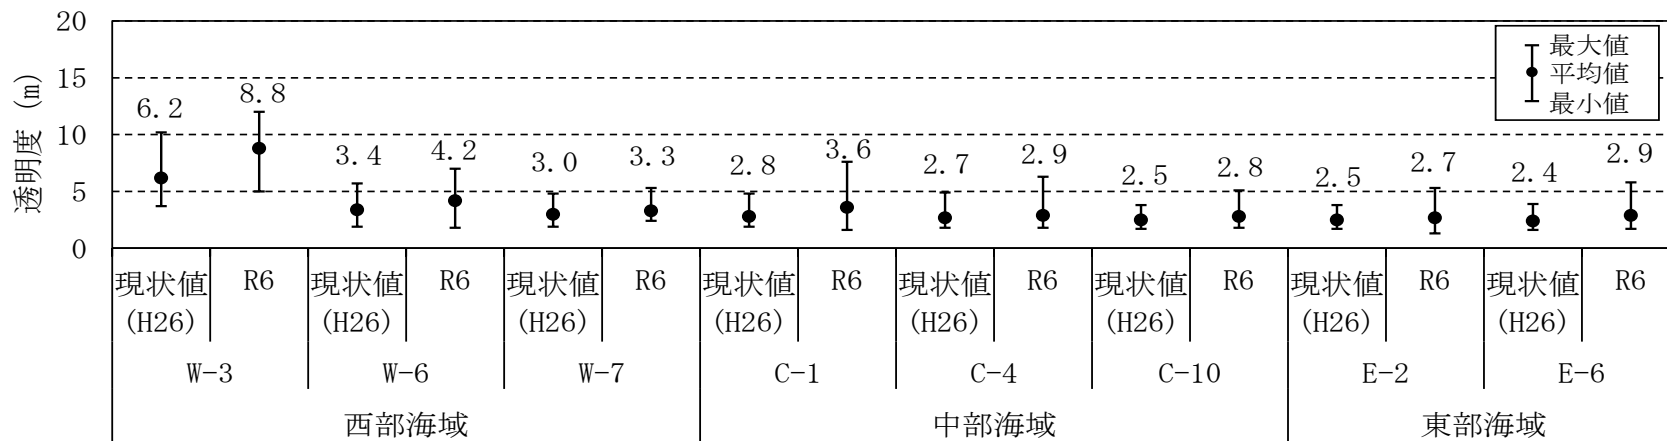 20
15
10
5
0
透明度 (m)
最大値
平均値
最小値
6.2 8.8 3.4 4.2 3.0 3.3 2.8 3.6 2.7 2.9 2.5 2.8 2.5 2.7 2.4 2.9
現状値 R6 現状値 R6 現状値 R6 現状値 R6 現状値 R6 現状値 R6 現状値 R6 現状値 R6
(H26) (H26) (H26) (H26) (H26) (H26) (H26) (H26)
W-3 W-6 W-7 C-1 C-4 C-10 E-2 E-6
西部海域 中部海域 東部海域